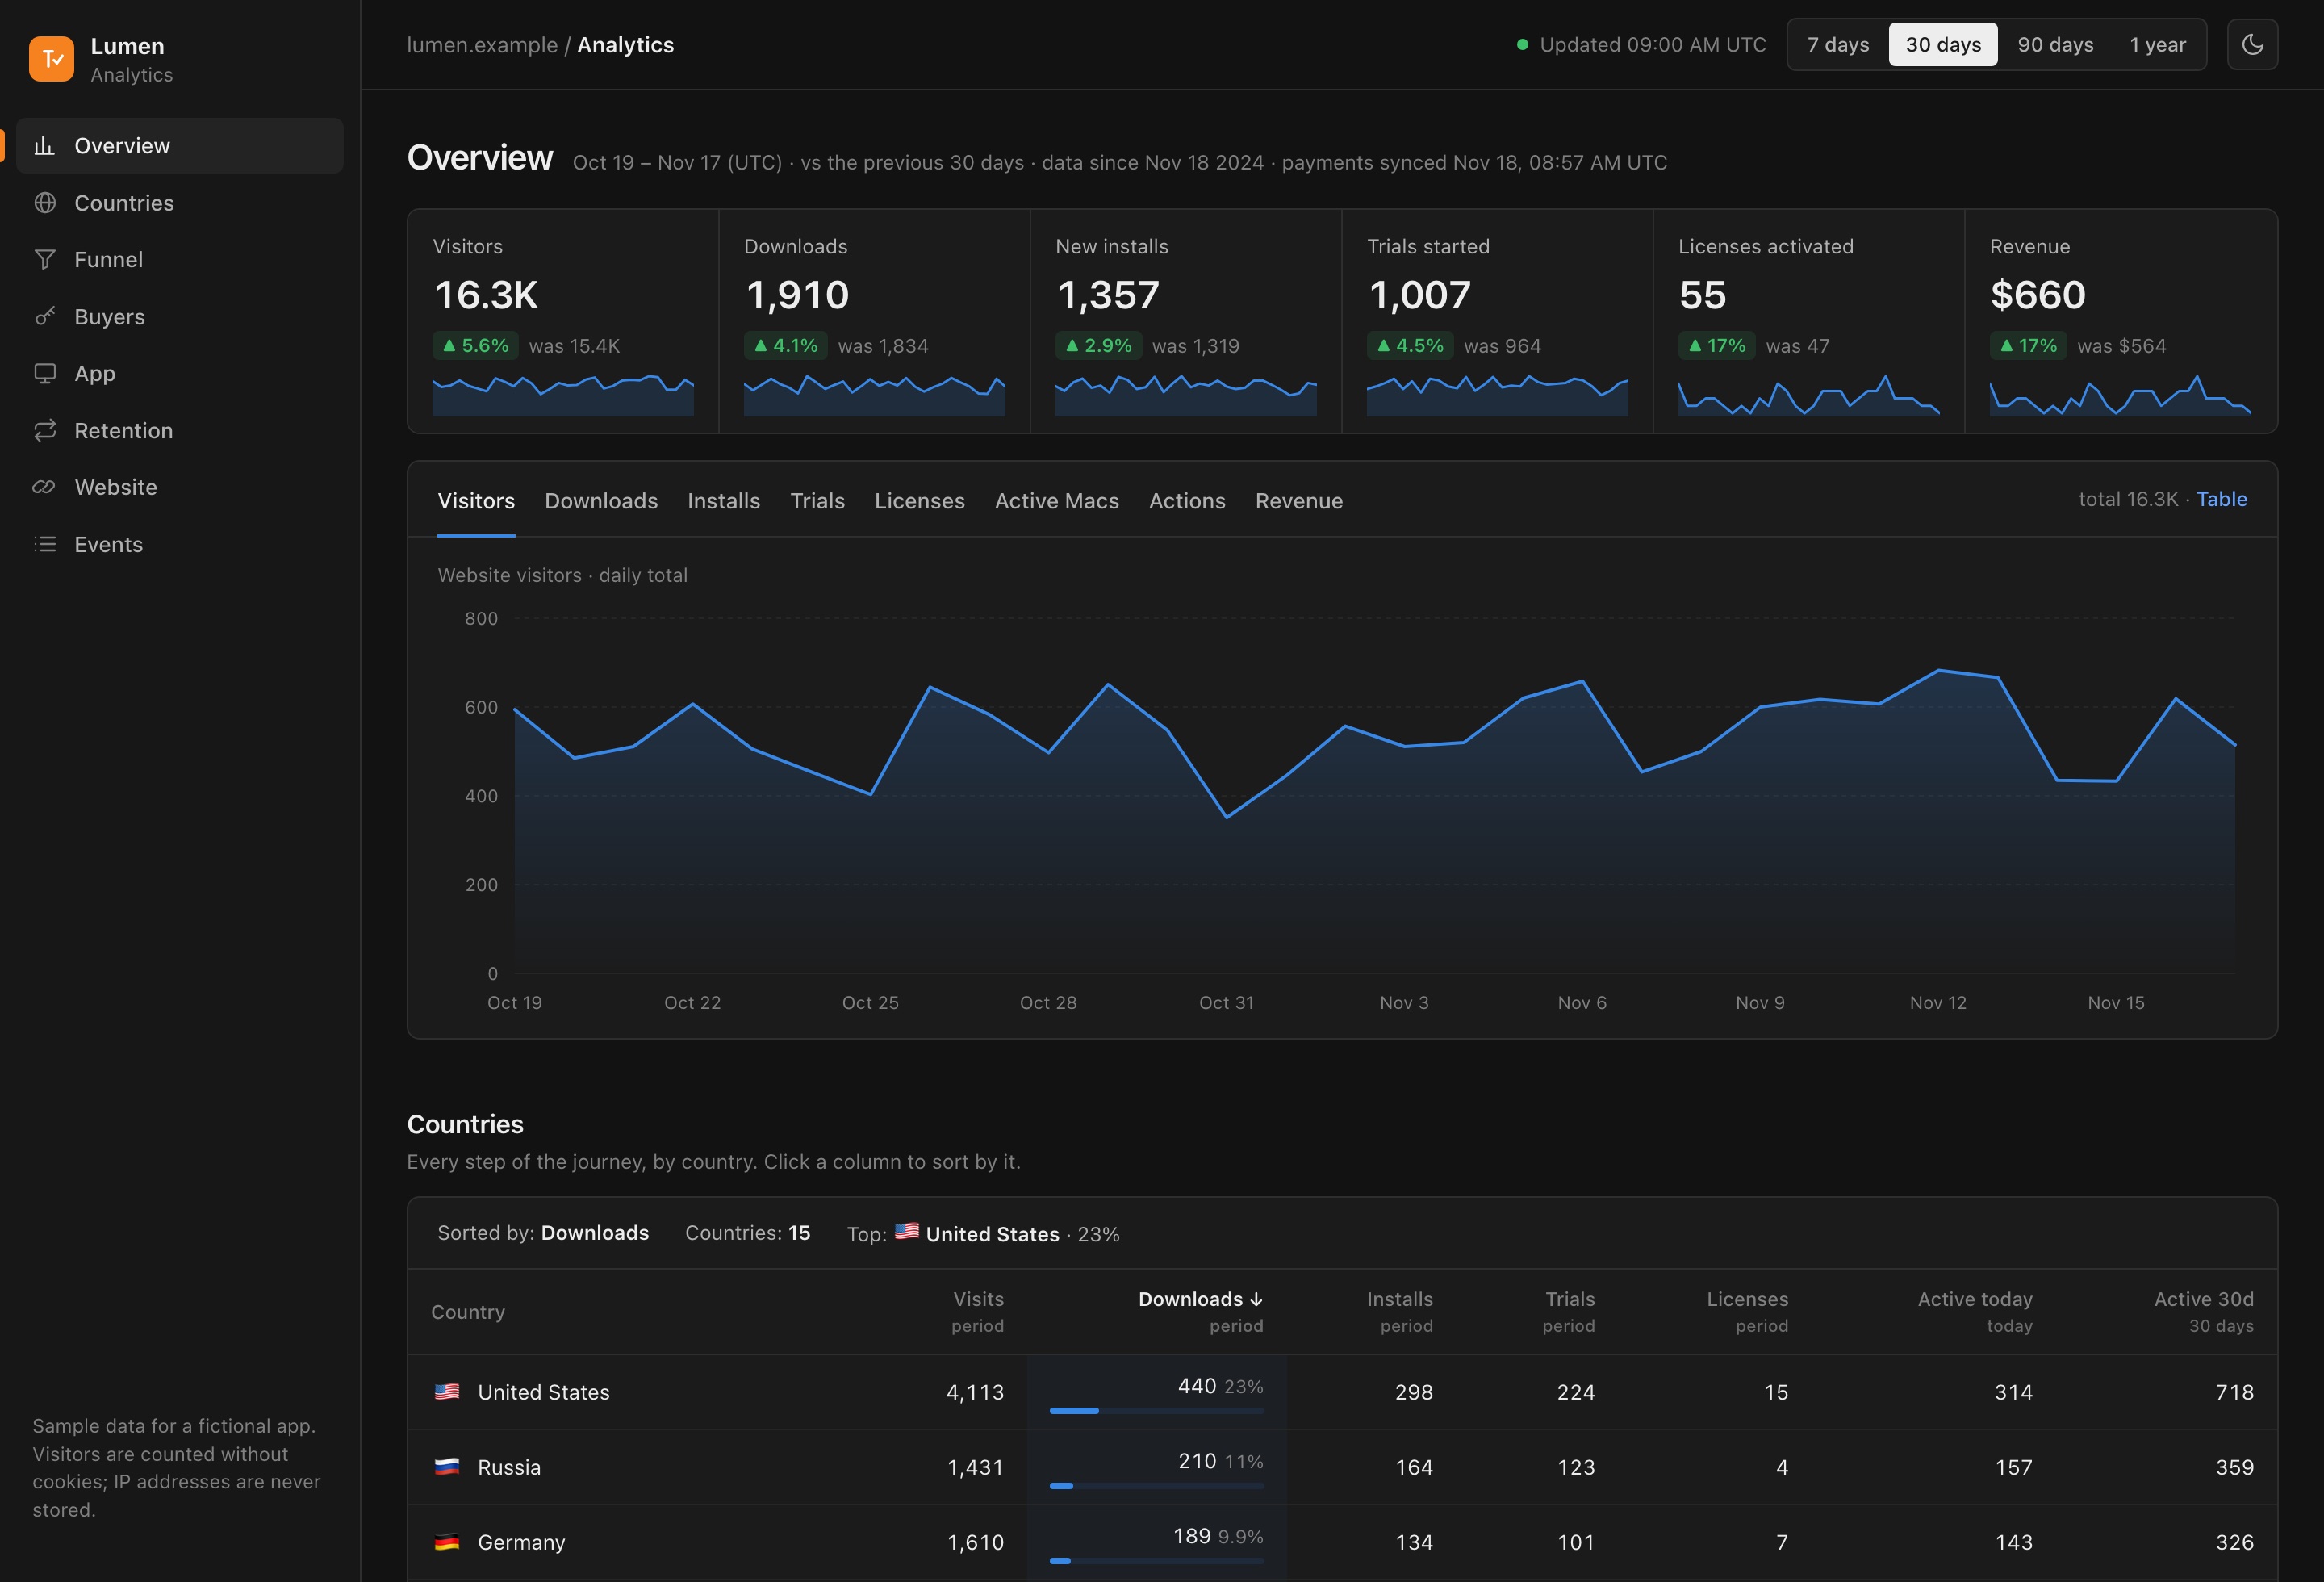 Lumen
Analytics
Overview
Countries
Funnel
Buyers
App
Retention
Website
Events
Sample data for a fictional app.
Visitors are counted without
cookies; IP addresses are never
stored.
lumen.example / Analytics
Updated 09:00 AM UTC
7 days 30 days 90 days 1 year
Overview Oct 19 – Nov 17 (UTC) · vs the previous 30 days · data since Nov 18 2024 · payments synced Nov 18, 08:57 AM UTC
Visitors
16.3K
▲ 5.6% was 15.4K
Downloads
1,910
▲ 4.1% was 1,834
New installs
1,357
▲ 2.9% was 1,319
Trials started
1,007
▲ 4.5% was 964
Licenses activated
55
▲ 17% was 47
Revenue
$660
▲ 17% was $564
Visitors Downloads Installs Trials Licenses Active Macs Actions Revenue total 16.3K · Table
Website visitors · daily total
800
600
400
200
0
Oct 19 Oct 22 Oct 25 Oct 28 Oct 31 Nov 3 Nov 6 Nov 9 Nov 12 Nov 15
Countries
Every step of the journey, by country. Click a column to sort by it.
Sorted by: Downloads Countries: 15 Top: United States · 23%
Country Visits Downloads ↓ Installs Trials Licenses Active today Active 30d
period period period period period today 30 days
United States 4,113 440 23% 298 224 15 314 718
Russia 1,431 210 11% 164 123 4 157 359
Germany 1,610 189 9.9% 134 101 7 143 326